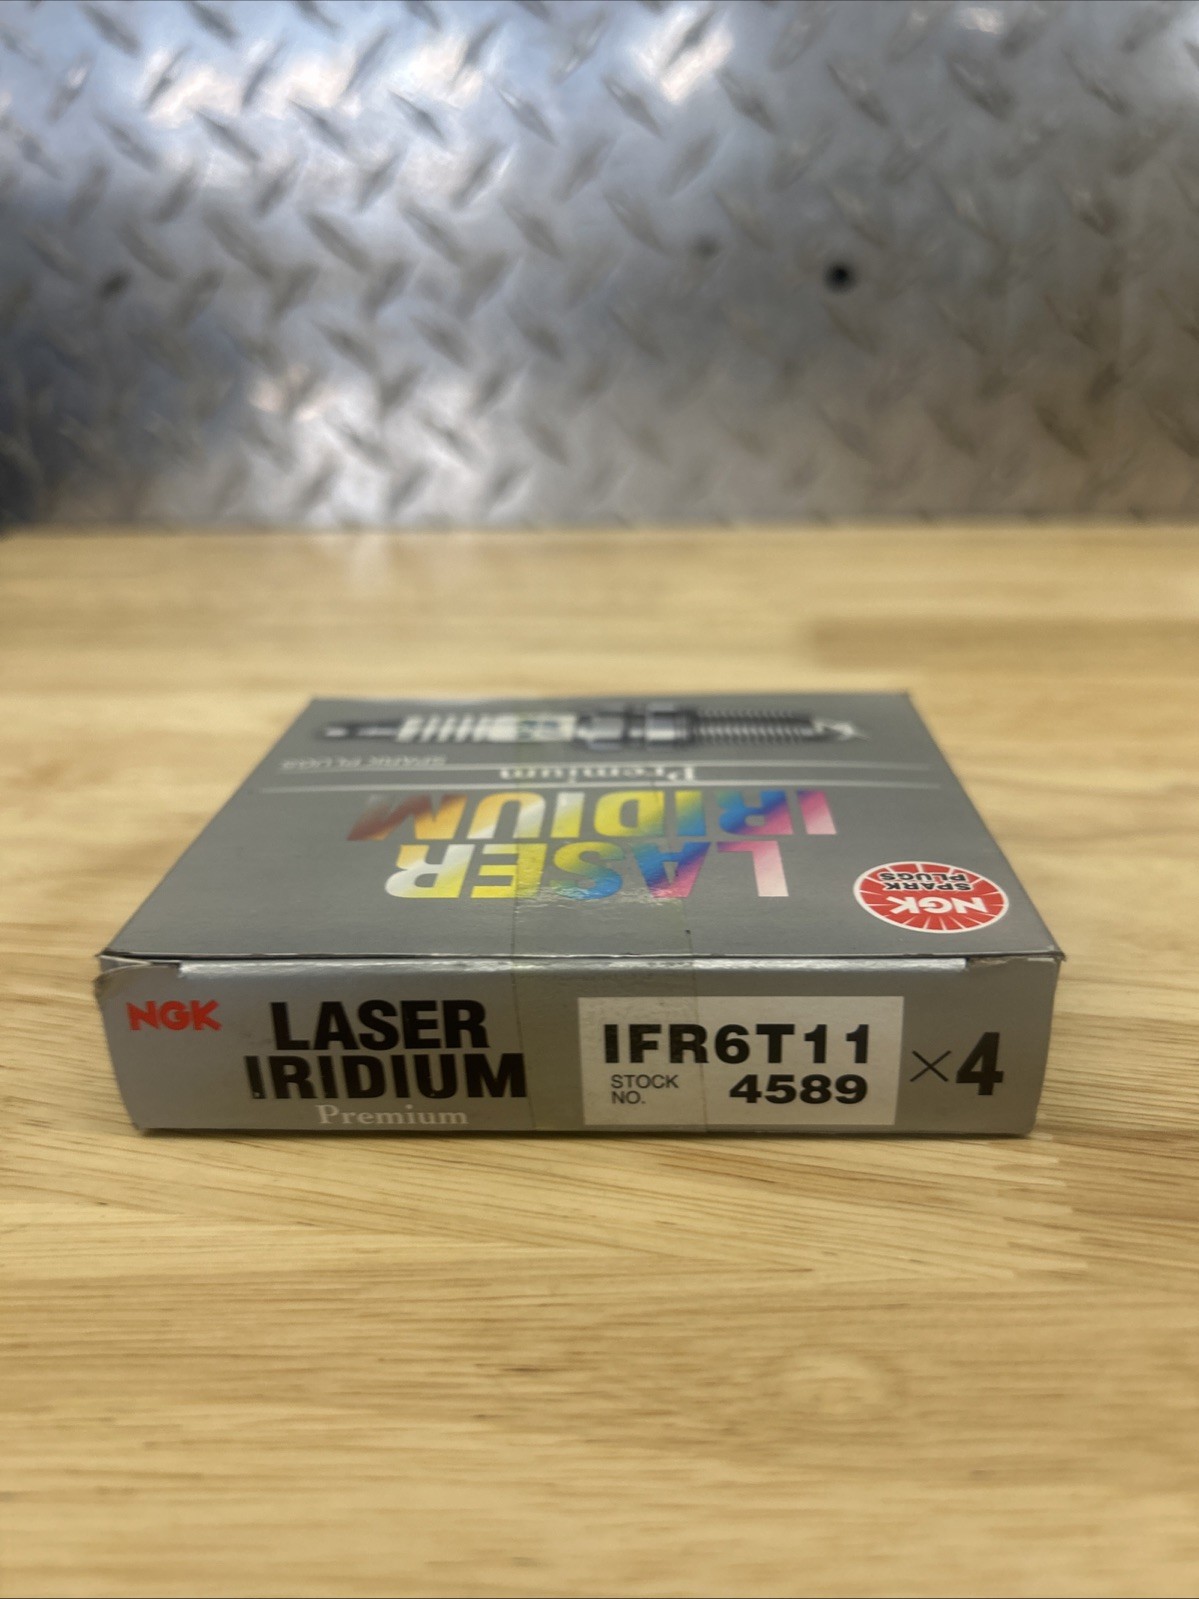 SPARK PLUGS
Premium
LASER
IRIDIUM
NGK
SPARK
PLUGS
NGK
LASER
IRIDIUM
Premium
IFR6T11
STOCK
NO.
4589
×4